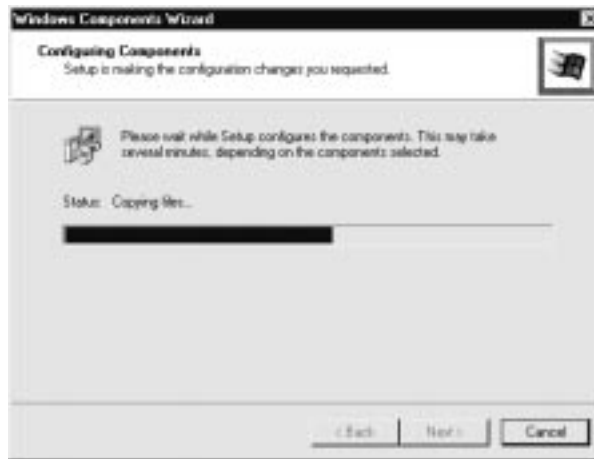 Windows Components Wizard
Configuring Components
Setup is making the configuration changes you requested.
Please wait while Setup configures the components. This may take
several minutes, depending on the components selected.
Status: Copying files...
< Back Next > Cancel